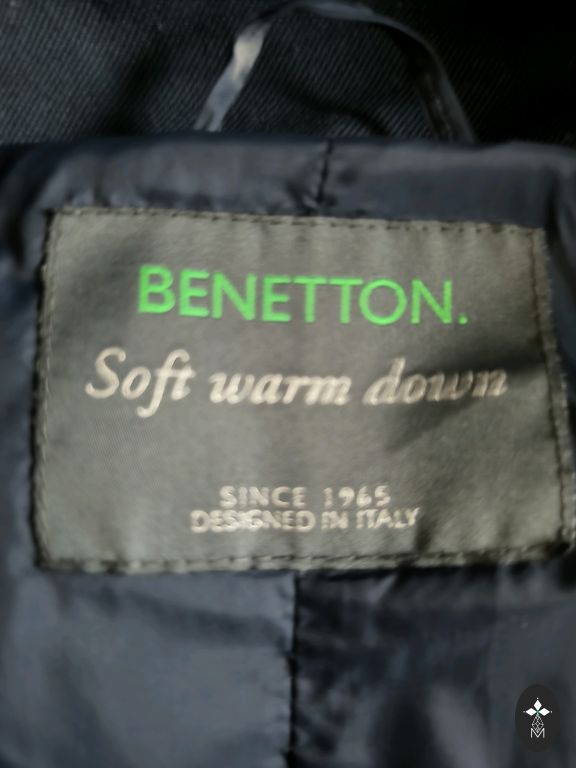 BENETTON.
Soft warm down
SINCE 1965
DESIGNED IN ITALY